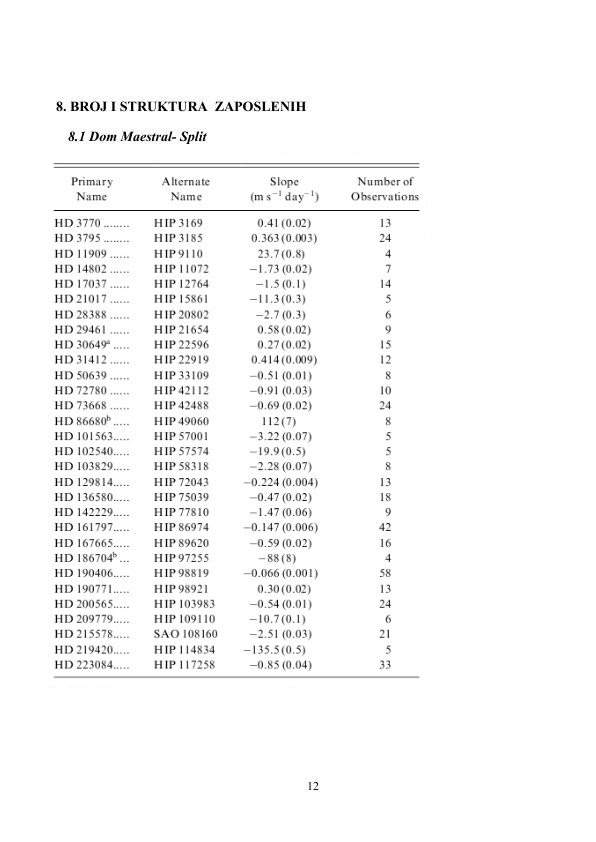 8. BROJ I STRUKTURA ZAPOSLENIH
8.1 Dom Maestral- Split
Primary Alternate Slope Number of
Name Name (m s⁻¹ day⁻¹) Observations
HD 3770 ........ HIP 3169 0.41 (0.02) 13
HD 3795 ........ HIP 3185 0.363 (0.003) 24
HD 11909 ...... HIP 9110 23.7 (0.8) 4
HD 14802 ...... HIP 11072 −1.73 (0.02) 7
HD 17037 ...... HIP 12764 −1.5 (0.1) 14
HD 21017 ...... HIP 15861 −11.3 (0.3) 5
HD 28388 ...... HIP 20802 −2.7 (0.3) 6
HD 29461 ...... HIP 21654 0.58 (0.02) 9
HD 30649ᵃ ..... HIP 22596 0.27 (0.02) 15
HD 31412 ...... HIP 22919 0.414 (0.009) 12
HD 50639 ...... HIP 33109 −0.51 (0.01) 8
HD 72780 ...... HIP 42112 −0.91 (0.03) 10
HD 73668 ...... HIP 42488 −0.69 (0.02) 24
HD 86680ᵇ ..... HIP 49060 112 (7) 8
HD 101563..... HIP 57001 −3.22 (0.07) 5
HD 102540..... HIP 57574 −19.9 (0.5) 5
HD 103829..... HIP 58318 −2.28 (0.07) 8
HD 129814..... HIP 72043 −0.224 (0.004) 13
HD 136580..... HIP 75039 −0.47 (0.02) 18
HD 142229..... HIP 77810 −1.47 (0.06) 9
HD 161797..... HIP 86974 −0.147 (0.006) 42
HD 167665..... HIP 89620 −0.59 (0.02) 16
HD 186704ᵇ ... HIP 97255 −88 (8) 4
HD 190406..... HIP 98819 −0.066 (0.001) 58
HD 190771..... HIP 98921 0.30 (0.02) 13
HD 200565..... HIP 103983 −0.54 (0.01) 24
HD 209779..... HIP 109110 −10.7 (0.1) 6
HD 215578..... SAO 108160 −2.51 (0.03) 21
HD 219420..... HIP 114834 −135.5 (0.5) 5
HD 223084..... HIP 117258 −0.85 (0.04) 33
12